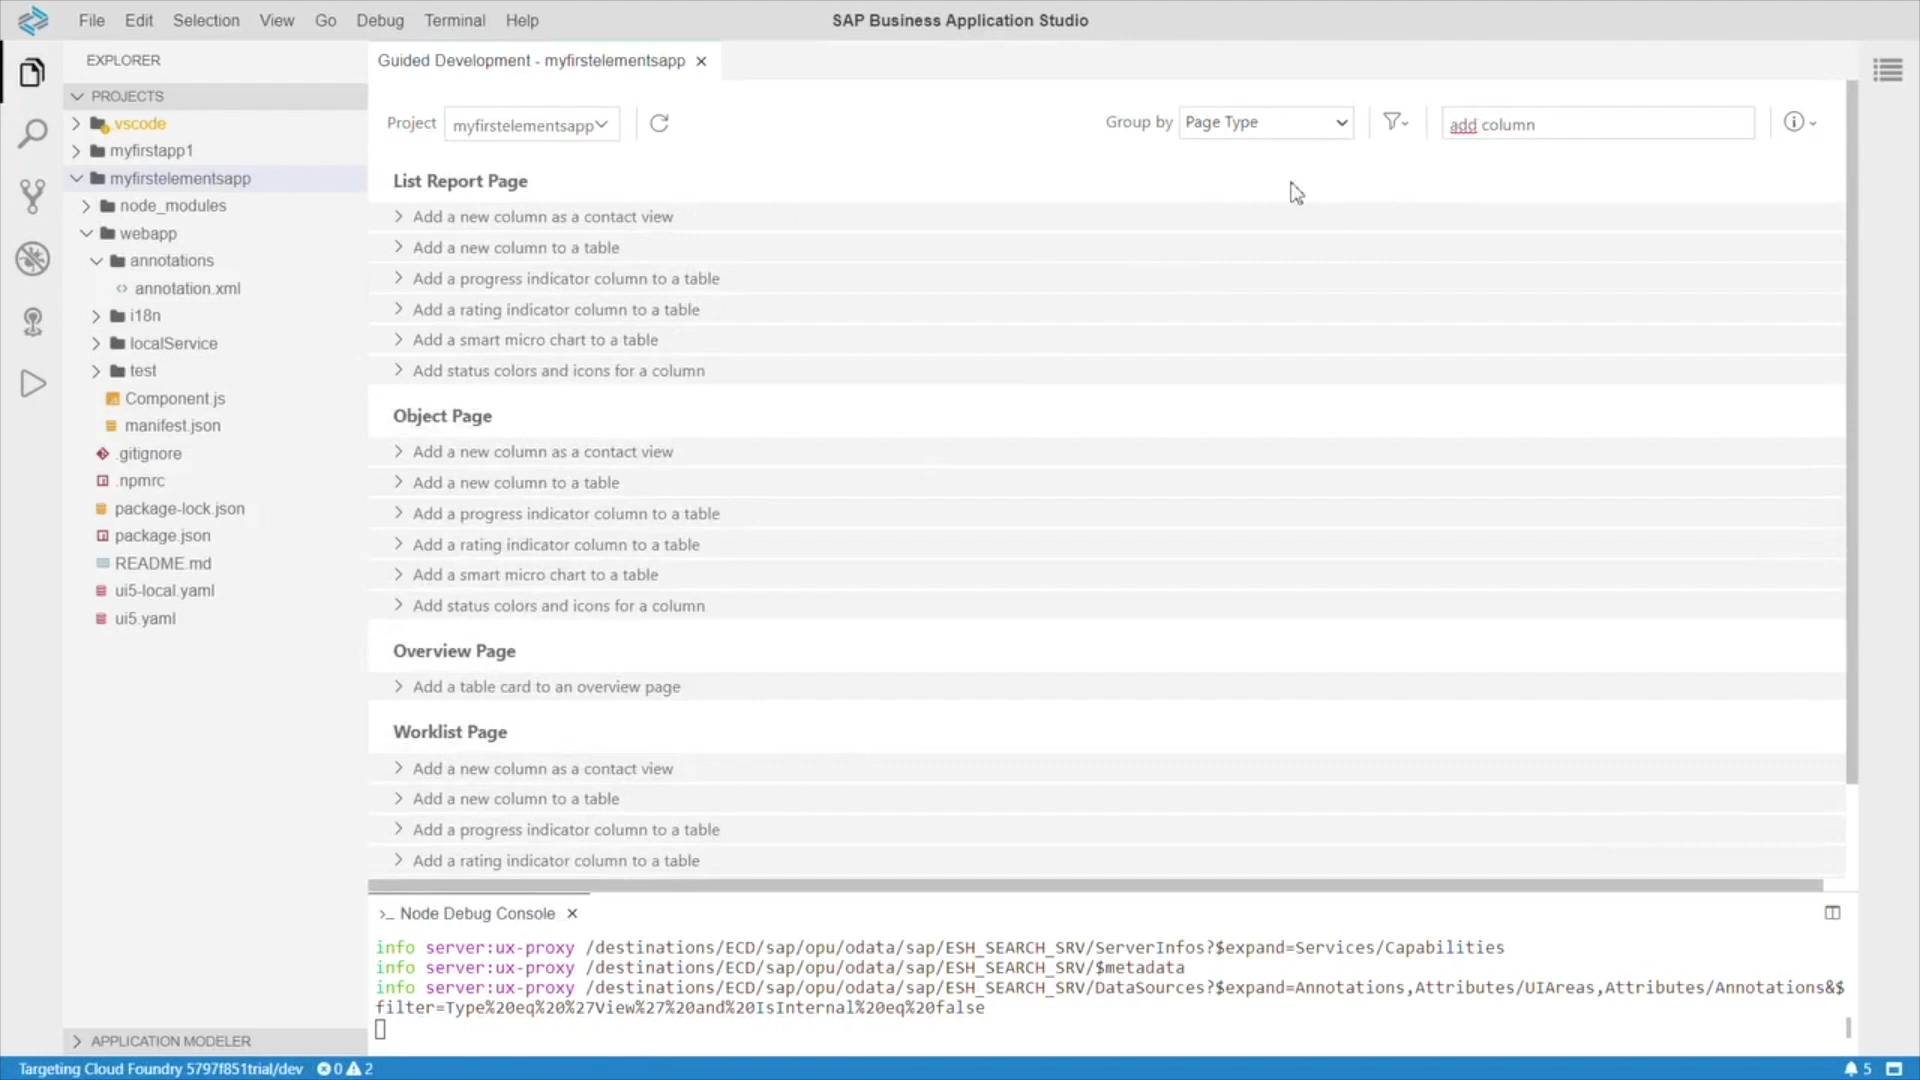 File Edit Selection View Go Debug Terminal Help
SAP Business Application Studio
EXPLORER
PROJECTS
.vscode
myfirstapp1
myfirstelementsapp
node_modules
webapp
annotations
annotation.xml
i18n
localService
test
Component.js
manifest.json
.gitignore
.npmrc
package-lock.json
package.json
README.md
ui5-local.yaml
ui5.yaml
APPLICATION MODELER
Guided Development - myfirstelementsapp
Project myfirstelementsapp
Group by Page Type
add column
List Report Page
Add a new column as a contact view
Add a new column to a table
Add a progress indicator column to a table
Add a rating indicator column to a table
Add a smart micro chart to a table
Add status colors and icons for a column
Object Page
Add a new column as a contact view
Add a new column to a table
Add a progress indicator column to a table
Add a rating indicator column to a table
Add a smart micro chart to a table
Add status colors and icons for a column
Overview Page
Add a table card to an overview page
Worklist Page
Add a new column as a contact view
Add a new column to a table
Add a progress indicator column to a table
Add a rating indicator column to a table
>_ Node Debug Console
info server:ux-proxy /destinations/ECD/sap/opu/odata/sap/ESH_SEARCH_SRV/ServerInfos?$expand=Services/Capabilities
info server:ux-proxy /destinations/ECD/sap/opu/odata/sap/ESH_SEARCH_SRV/$metadata
info server:ux-proxy /destinations/ECD/sap/opu/odata/sap/ESH_SEARCH_SRV/DataSources?$expand=Annotations,Attributes/UIAreas,Attributes/Annotations&$
filter=Type%20eq%20%27View%27%20and%20IsInternal%20eq%20false
Targeting Cloud Foundry 5797f851trial/dev 0 2
5